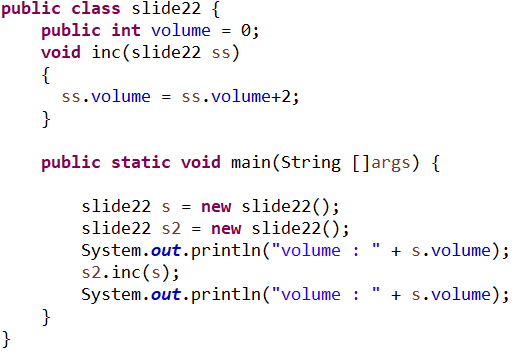 public class slide22 {
    public int volume = 0;
    void inc(slide22 ss)
    {
      ss.volume = ss.volume+2;
    }

    public static void main(String []args) {

        slide22 s = new slide22();
        slide22 s2 = new slide22();
        System.out.println("volume : " + s.volume);
        s2.inc(s);
        System.out.println("volume : " + s.volume);
    }
}